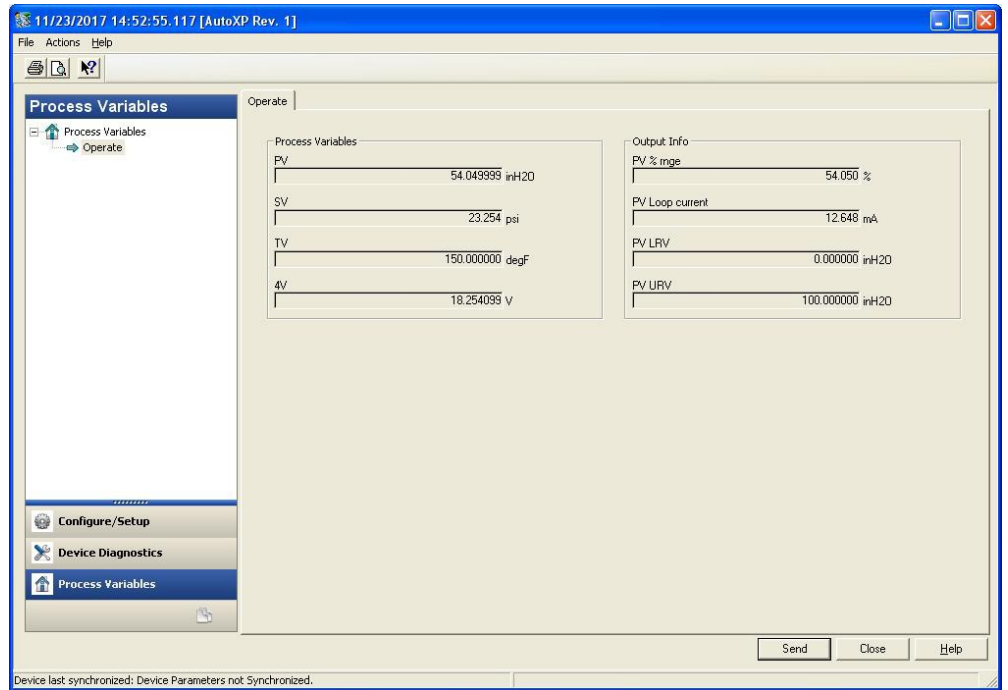 11/23/2017 14:52:55.117 [AutoXP Rev. 1]
File Actions Help
Process Variables
Process Variables
Operate
Operate
Process Variables
PV
54.049999 inH2O
SV
23.254 psi
TV
150.000000 degF
4V
18.254099 V
Output Info
PV % rnge
54.050 %
PV Loop current
12.648 mA
PV LRV
0.000000 inH2O
PV URV
100.000000 inH2O
Configure/Setup
Device Diagnostics
Process Variables
Send Close Help
Device last synchronized: Device Parameters not Synchronized.